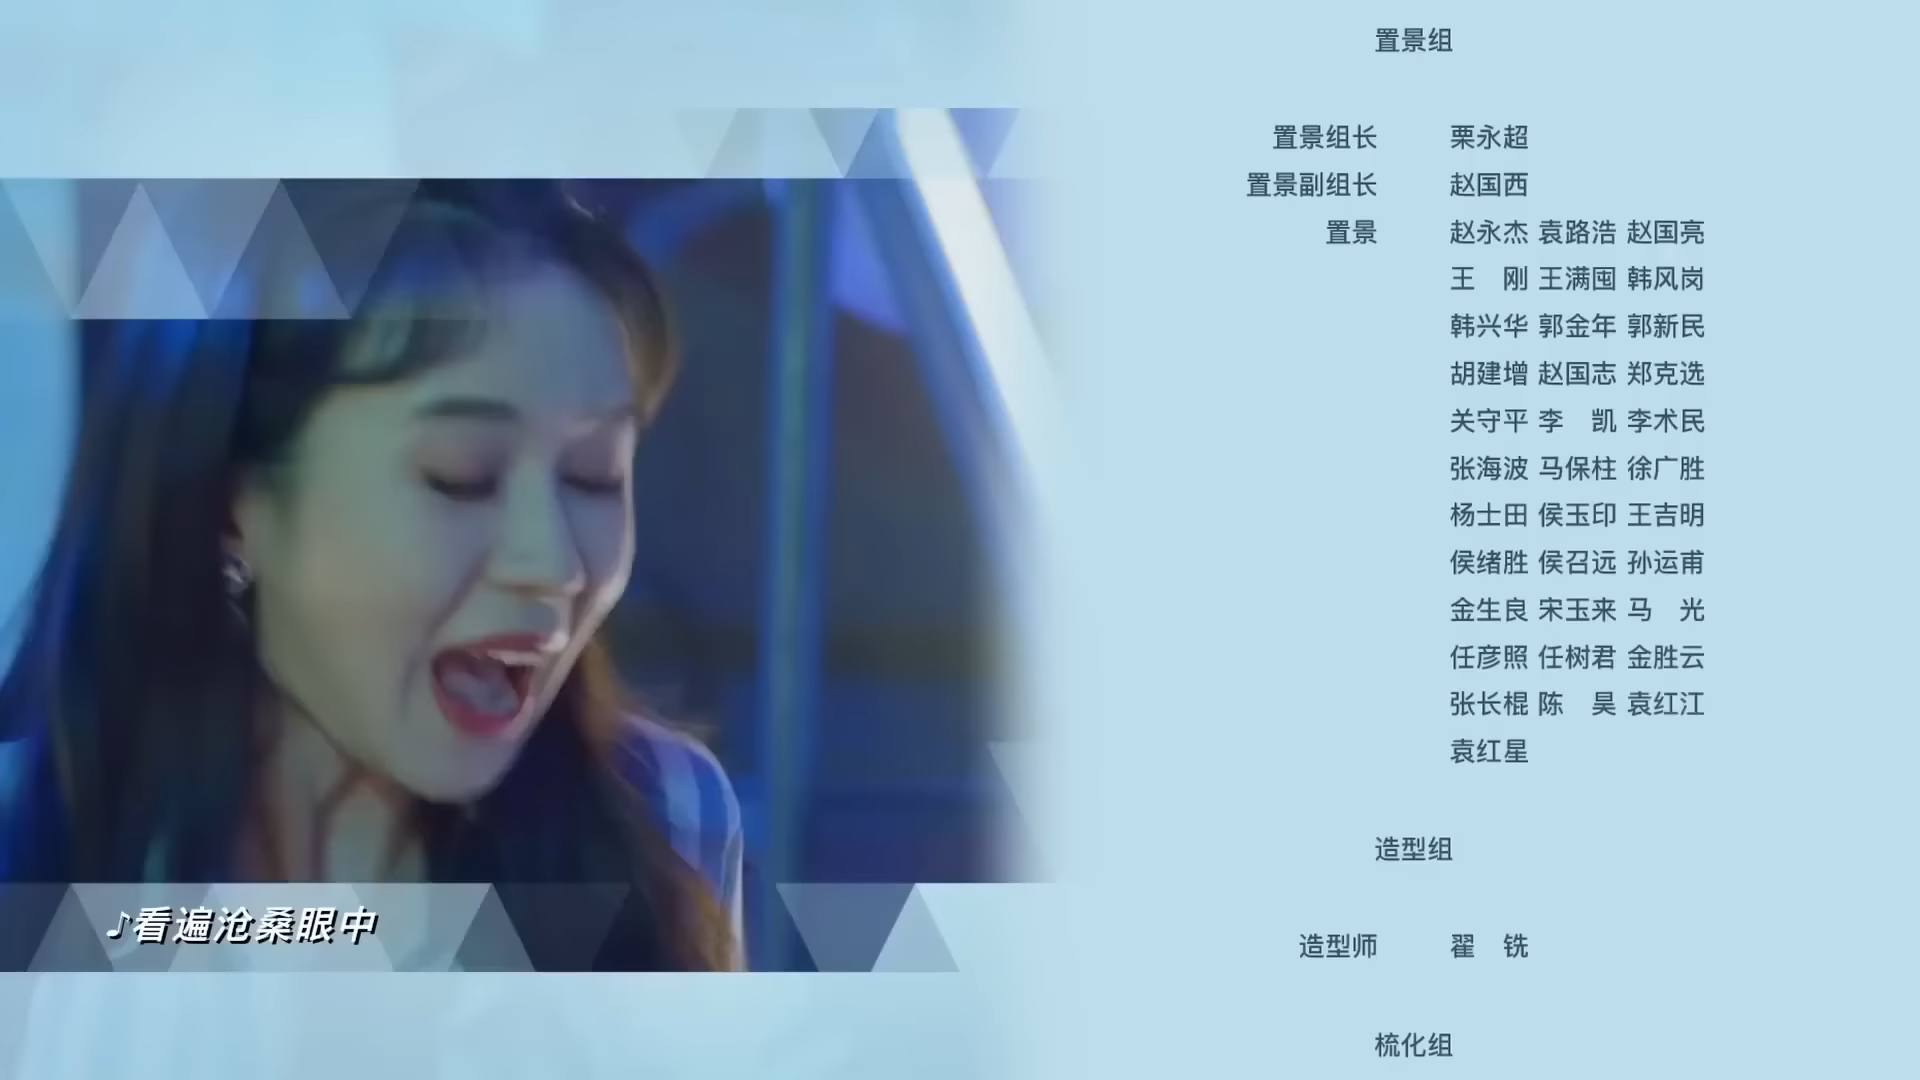 置景组
置景组长 栗永超
置景副组长 赵国西
置景 赵永杰 袁路浩 赵国亮
王　刚 王满囤 韩风岗
韩兴华 郭金年 郭新民
胡建增 赵国志 郑克选
关守平 李　凯 李术民
张海波 马保柱 徐广胜
杨士田 侯玉印 王吉明
侯绪胜 侯召远 孙运甫
金生良 宋玉来 马　光
任彦照 任树君 金胜云
张长棍 陈　昊 袁红江
袁红星
造型组
造型师 翟　铣
梳化组
♪看遍沧桑眼中